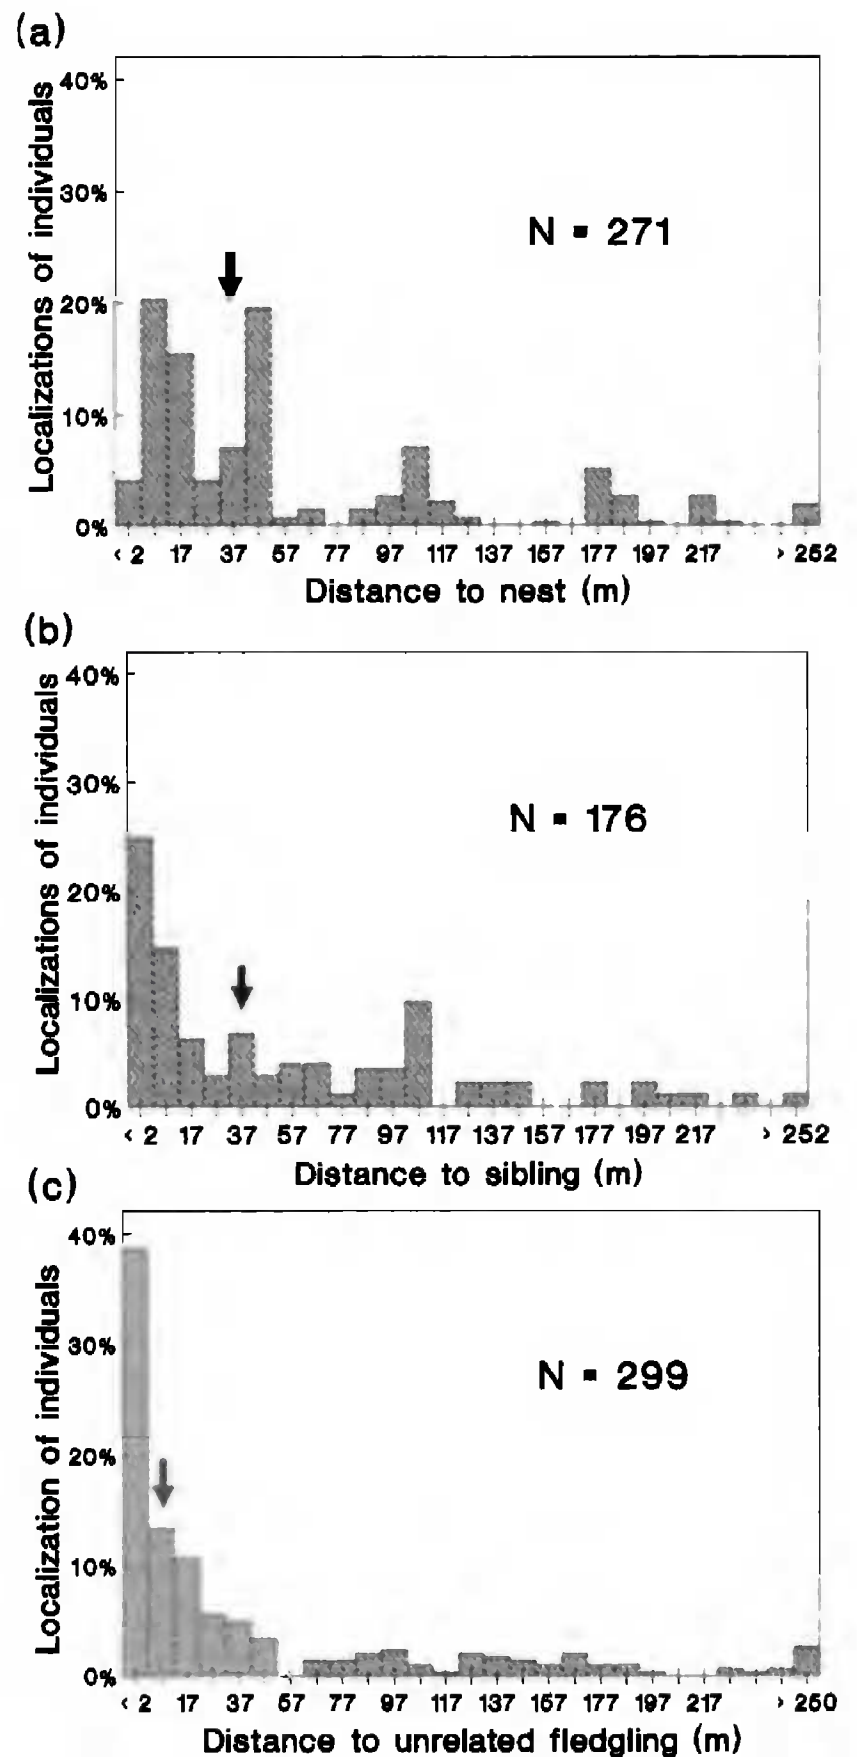 (a)
Localizations of individuals
40%
30%
20%
10%
0%
N = 271
< 2 17 37 57 77 97 117 137 157 177 197 217 > 252
Distance to nest (m)
(b)
Localizations of individuals
40%
30%
20%
10%
0%
N = 176
< 2 17 37 57 77 97 117 137 157 177 197 217 > 252
Distance to sibling (m)
(c)
Localization of individuals
40%
30%
20%
10%
0%
N = 299
< 2 17 37 57 77 97 117 137 157 177 197 217 > 260
Distance to unrelated fledgling (m)